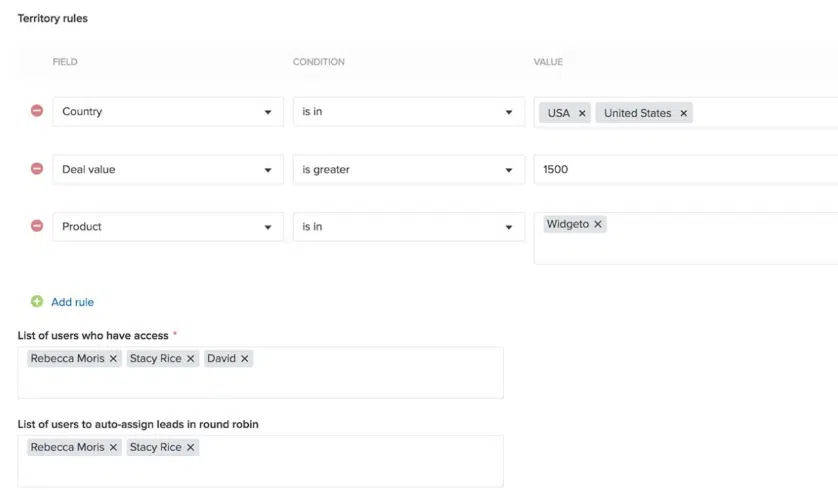 Territory rules
FIELD CONDITION VALUE
Country is in USA × United States ×
Deal value is greater 1500
Product is in Widgeto ×
Add rule
List of users who have access *
Rebecca Moris × Stacy Rice × David ×
List of users to auto-assign leads in round robin
Rebecca Moris × Stacy Rice ×